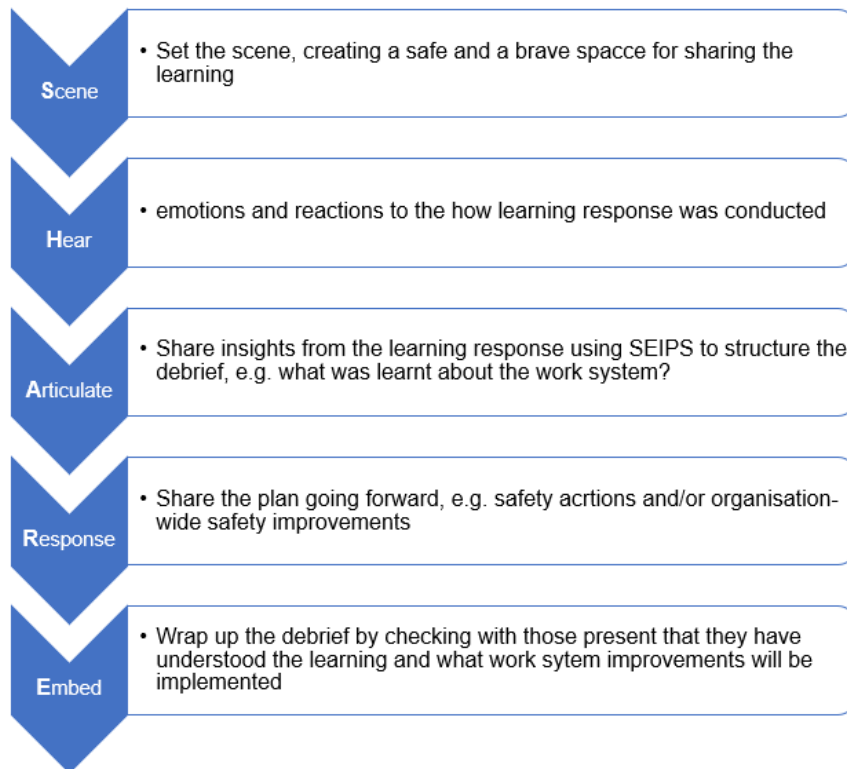 Scene
• Set the scene, creating a safe and a brave spacce for sharing the
learning
Hear
• emotions and reactions to the how learning response was conducted
Articulate
• Share insights from the learning response using SEIPS to structure the
debrief, e.g. what was learnt about the work system?
Response
• Share the plan going forward, e.g. safety acrtions and/or organisation-
wide safety improvements
Embed
• Wrap up the debrief by checking with those present that they have
understood the learning and what work sytem improvements will be
implemented